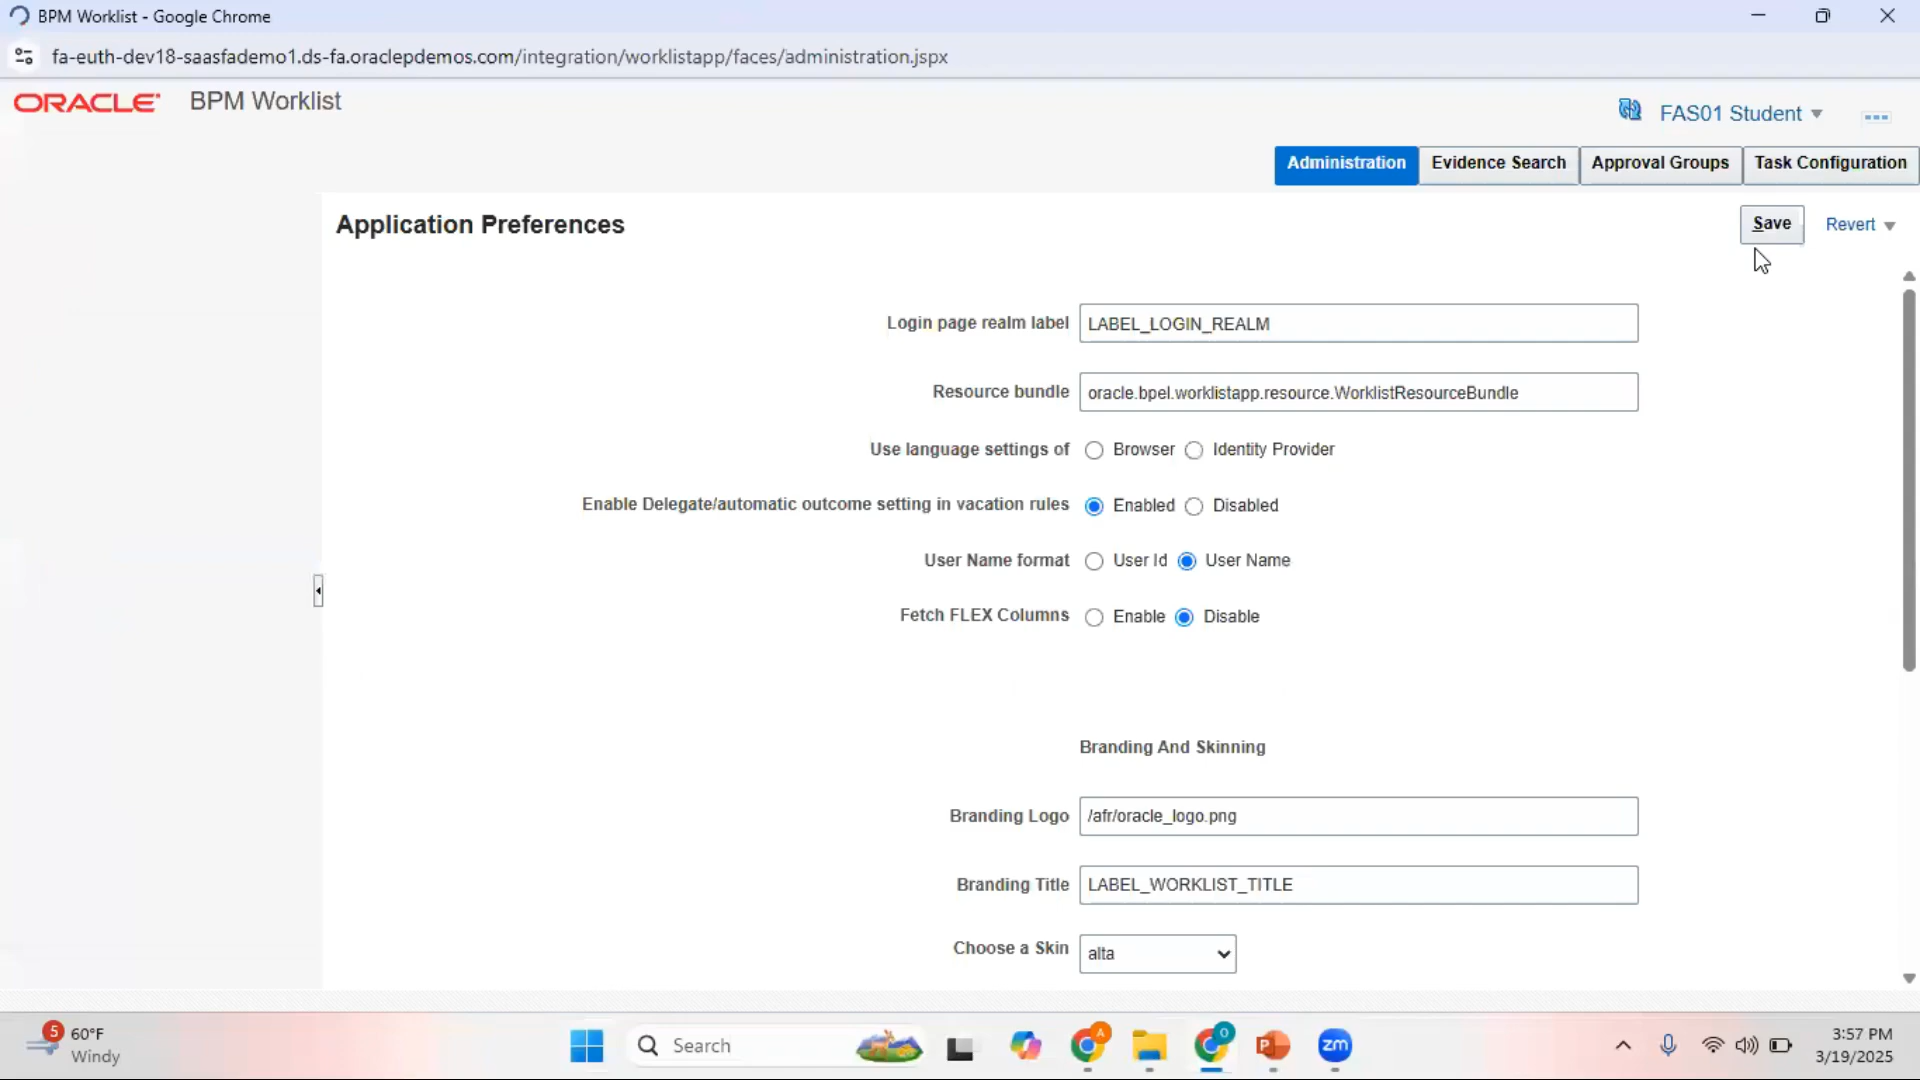 BPM Worklist - Google Chrome
fa-euth-dev18-saasfademo1.ds-fa.oraclepdemos.com/integration/worklistapp/faces/administration.jspx
ORACLE BPM Worklist
FAS01 Student
Administration Evidence Search Approval Groups Task Configuration
Application Preferences
Save Revert
Login page realm label LABEL_LOGIN_REALM
Resource bundle oracle.bpel.worklistapp.resource.WorklistResourceBundle
Use language settings of Browser Identity Provider
Enable Delegate/automatic outcome setting in vacation rules Enabled Disabled
User Name format User Id User Name
Fetch FLEX Columns Enable Disable
Branding And Skinning
Branding Logo /afr/oracle_logo.png
Branding Title LABEL_WORKLIST_TITLE
Choose a Skin alta
5 60°F
Windy
Search
A
O
P
zm
3:57 PM
3/19/2025